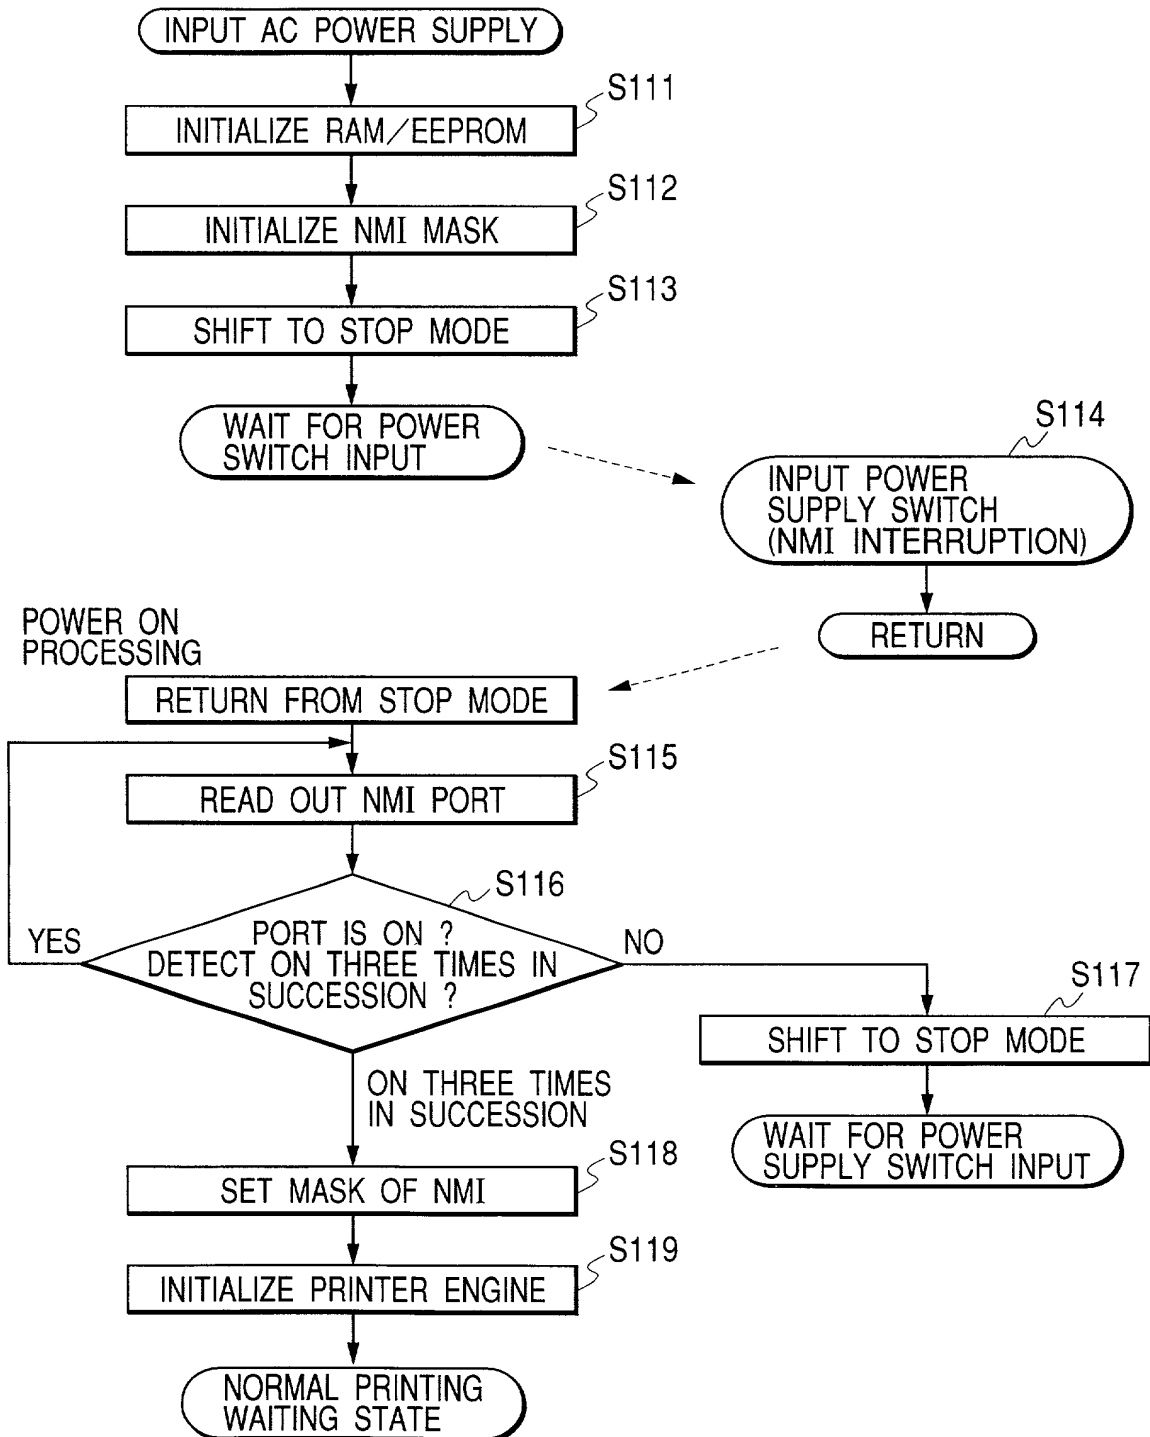 INPUT AC POWER SUPPLY
S111
INITIALIZE RAM/EEPROM
S112
INITIALIZE NMI MASK
S113
SHIFT TO STOP MODE
WAIT FOR POWER
SWITCH INPUT
S114
INPUT POWER
SUPPLY SWITCH
(NMI INTERRUPTION)
RETURN
POWER ON
PROCESSING
RETURN FROM STOP MODE
S115
READ OUT NMI PORT
S116
PORT IS ON ?
DETECT ON THREE TIMES IN
SUCCESSION ?
YES
NO
S117
SHIFT TO STOP MODE
WAIT FOR POWER
SUPPLY SWITCH INPUT
ON THREE TIMES
IN SUCCESSION
S118
SET MASK OF NMI
S119
INITIALIZE PRINTER ENGINE
NORMAL PRINTING
WAITING STATE